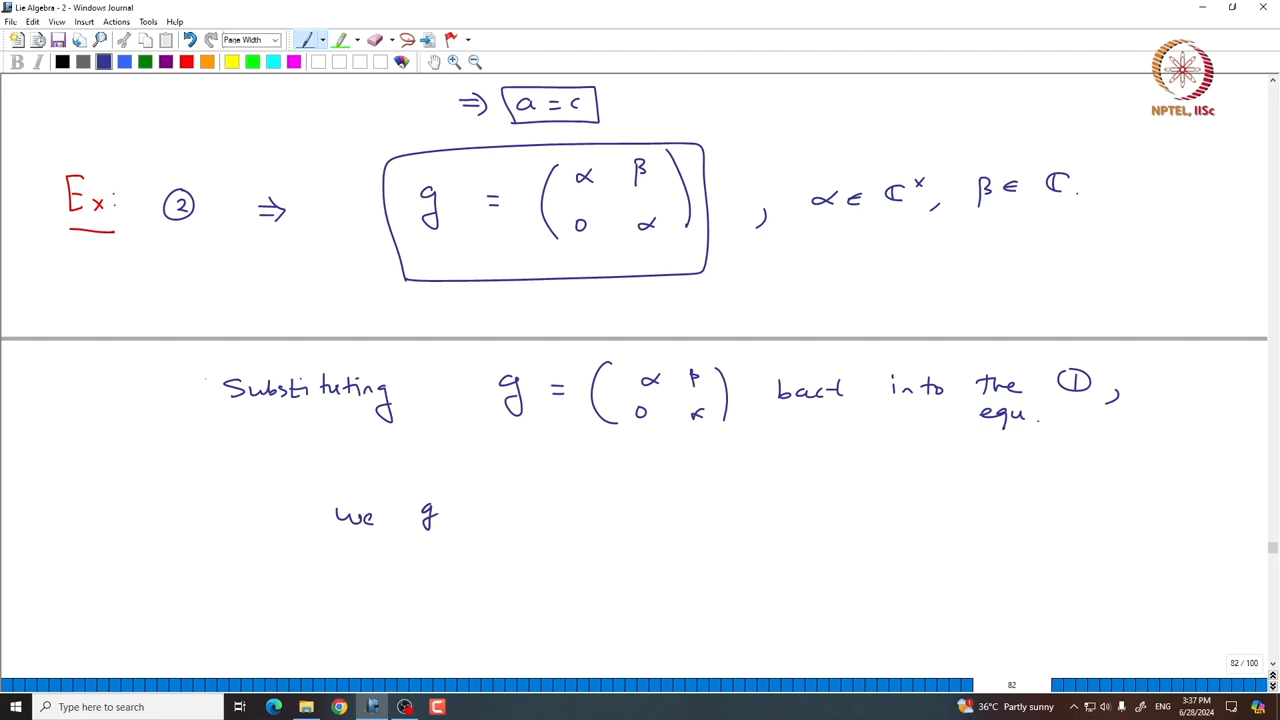 Lie Algebra - 2 - Windows Journal
File Edit View Insert Actions Tools Help
Page Width
B I
NPTEL, IISc
⇒ a = c
Ex: ② ⇒ g = ( α β ; 0 α ) , α ∈ ℂ^× , β ∈ ℂ.
Substituting g = ( α β ; 0 α ) back into the ① ,
equ.
we g
82 / 100
82
Type here to search
36°C Partly sunny
ENG
3:37 PM
6/28/2024